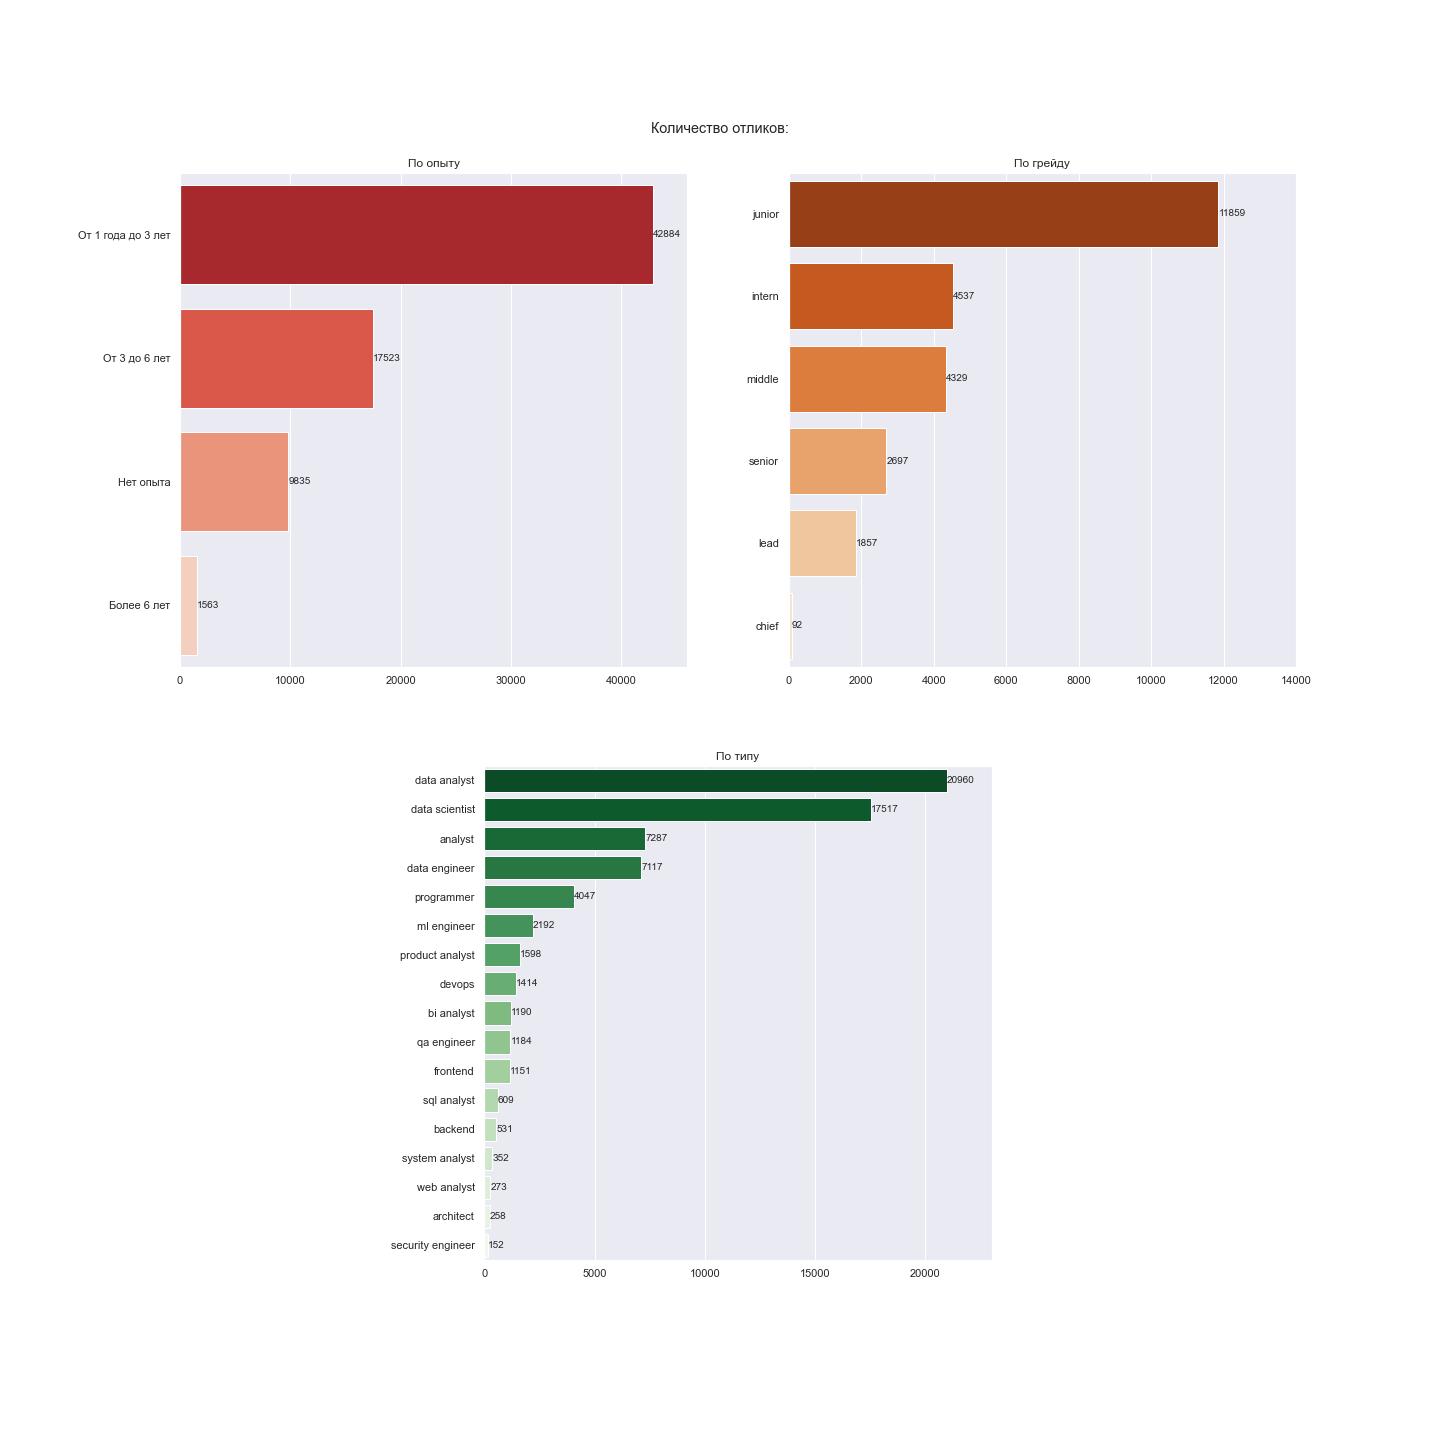 Количество отликов:
По опыту
От 1 года до 3 лет 42884
От 3 до 6 лет 17523
Нет опыта 9835
Более 6 лет 1563
0 10000 20000 30000 40000
По грейду
junior 11859
intern 4537
middle 4329
senior 2697
lead 1857
chief 92
0 2000 4000 6000 8000 10000 12000 14000
По типу
data analyst 20960
data scientist 17517
analyst 7287
data engineer 7117
programmer 4047
ml engineer 2192
product analyst 1598
devops 1414
bi analyst 1190
qa engineer 1184
frontend 1151
sql analyst 609
backend 531
system analyst 352
web analyst 273
architect 258
security engineer 152
0 5000 10000 15000 20000